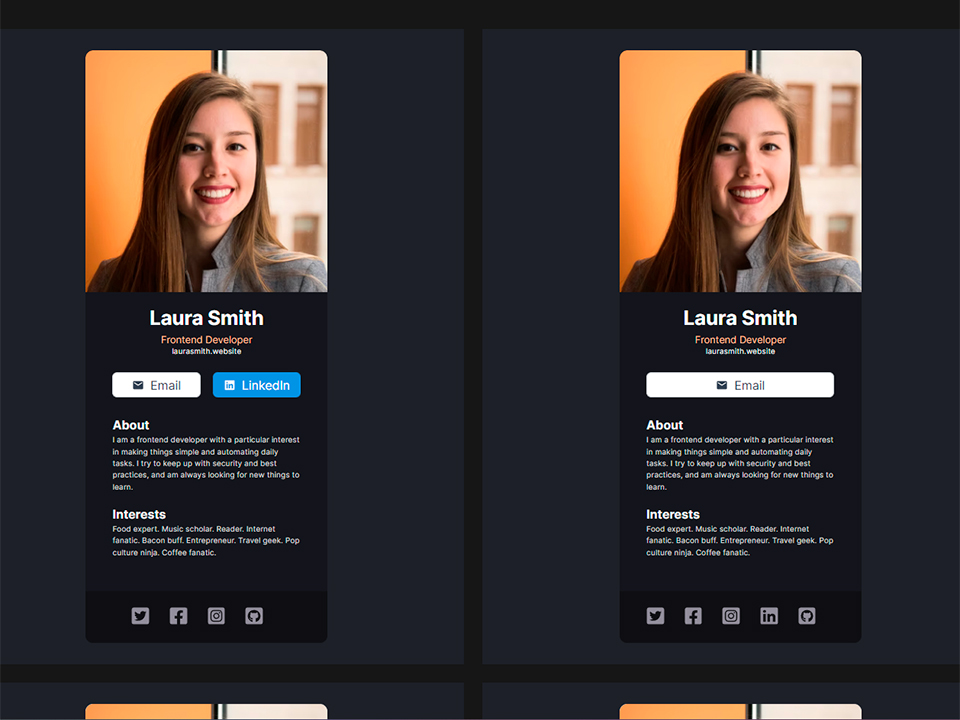 Laura Smith
Frontend Developer
laurasmith.website
Email
LinkedIn
About
I am a frontend developer with a particular interest
in making things simple and automating daily
tasks. I try to keep up with security and best
practices, and am always looking for new things to
learn.
Interests
Food expert. Music scholar. Reader. Internet
fanatic. Bacon buff. Entrepreneur. Travel geek. Pop
culture ninja. Coffee fanatic.
in
Laura Smith
Frontend Developer
laurasmith.website
Email
About
I am a frontend developer with a particular interest
in making things simple and automating daily
tasks. I try to keep up with security and best
practices, and am always looking for new things to
learn.
Interests
Food expert. Music scholar. Reader. Internet
fanatic. Bacon buff. Entrepreneur. Travel geek. Pop
culture ninja. Coffee fanatic.